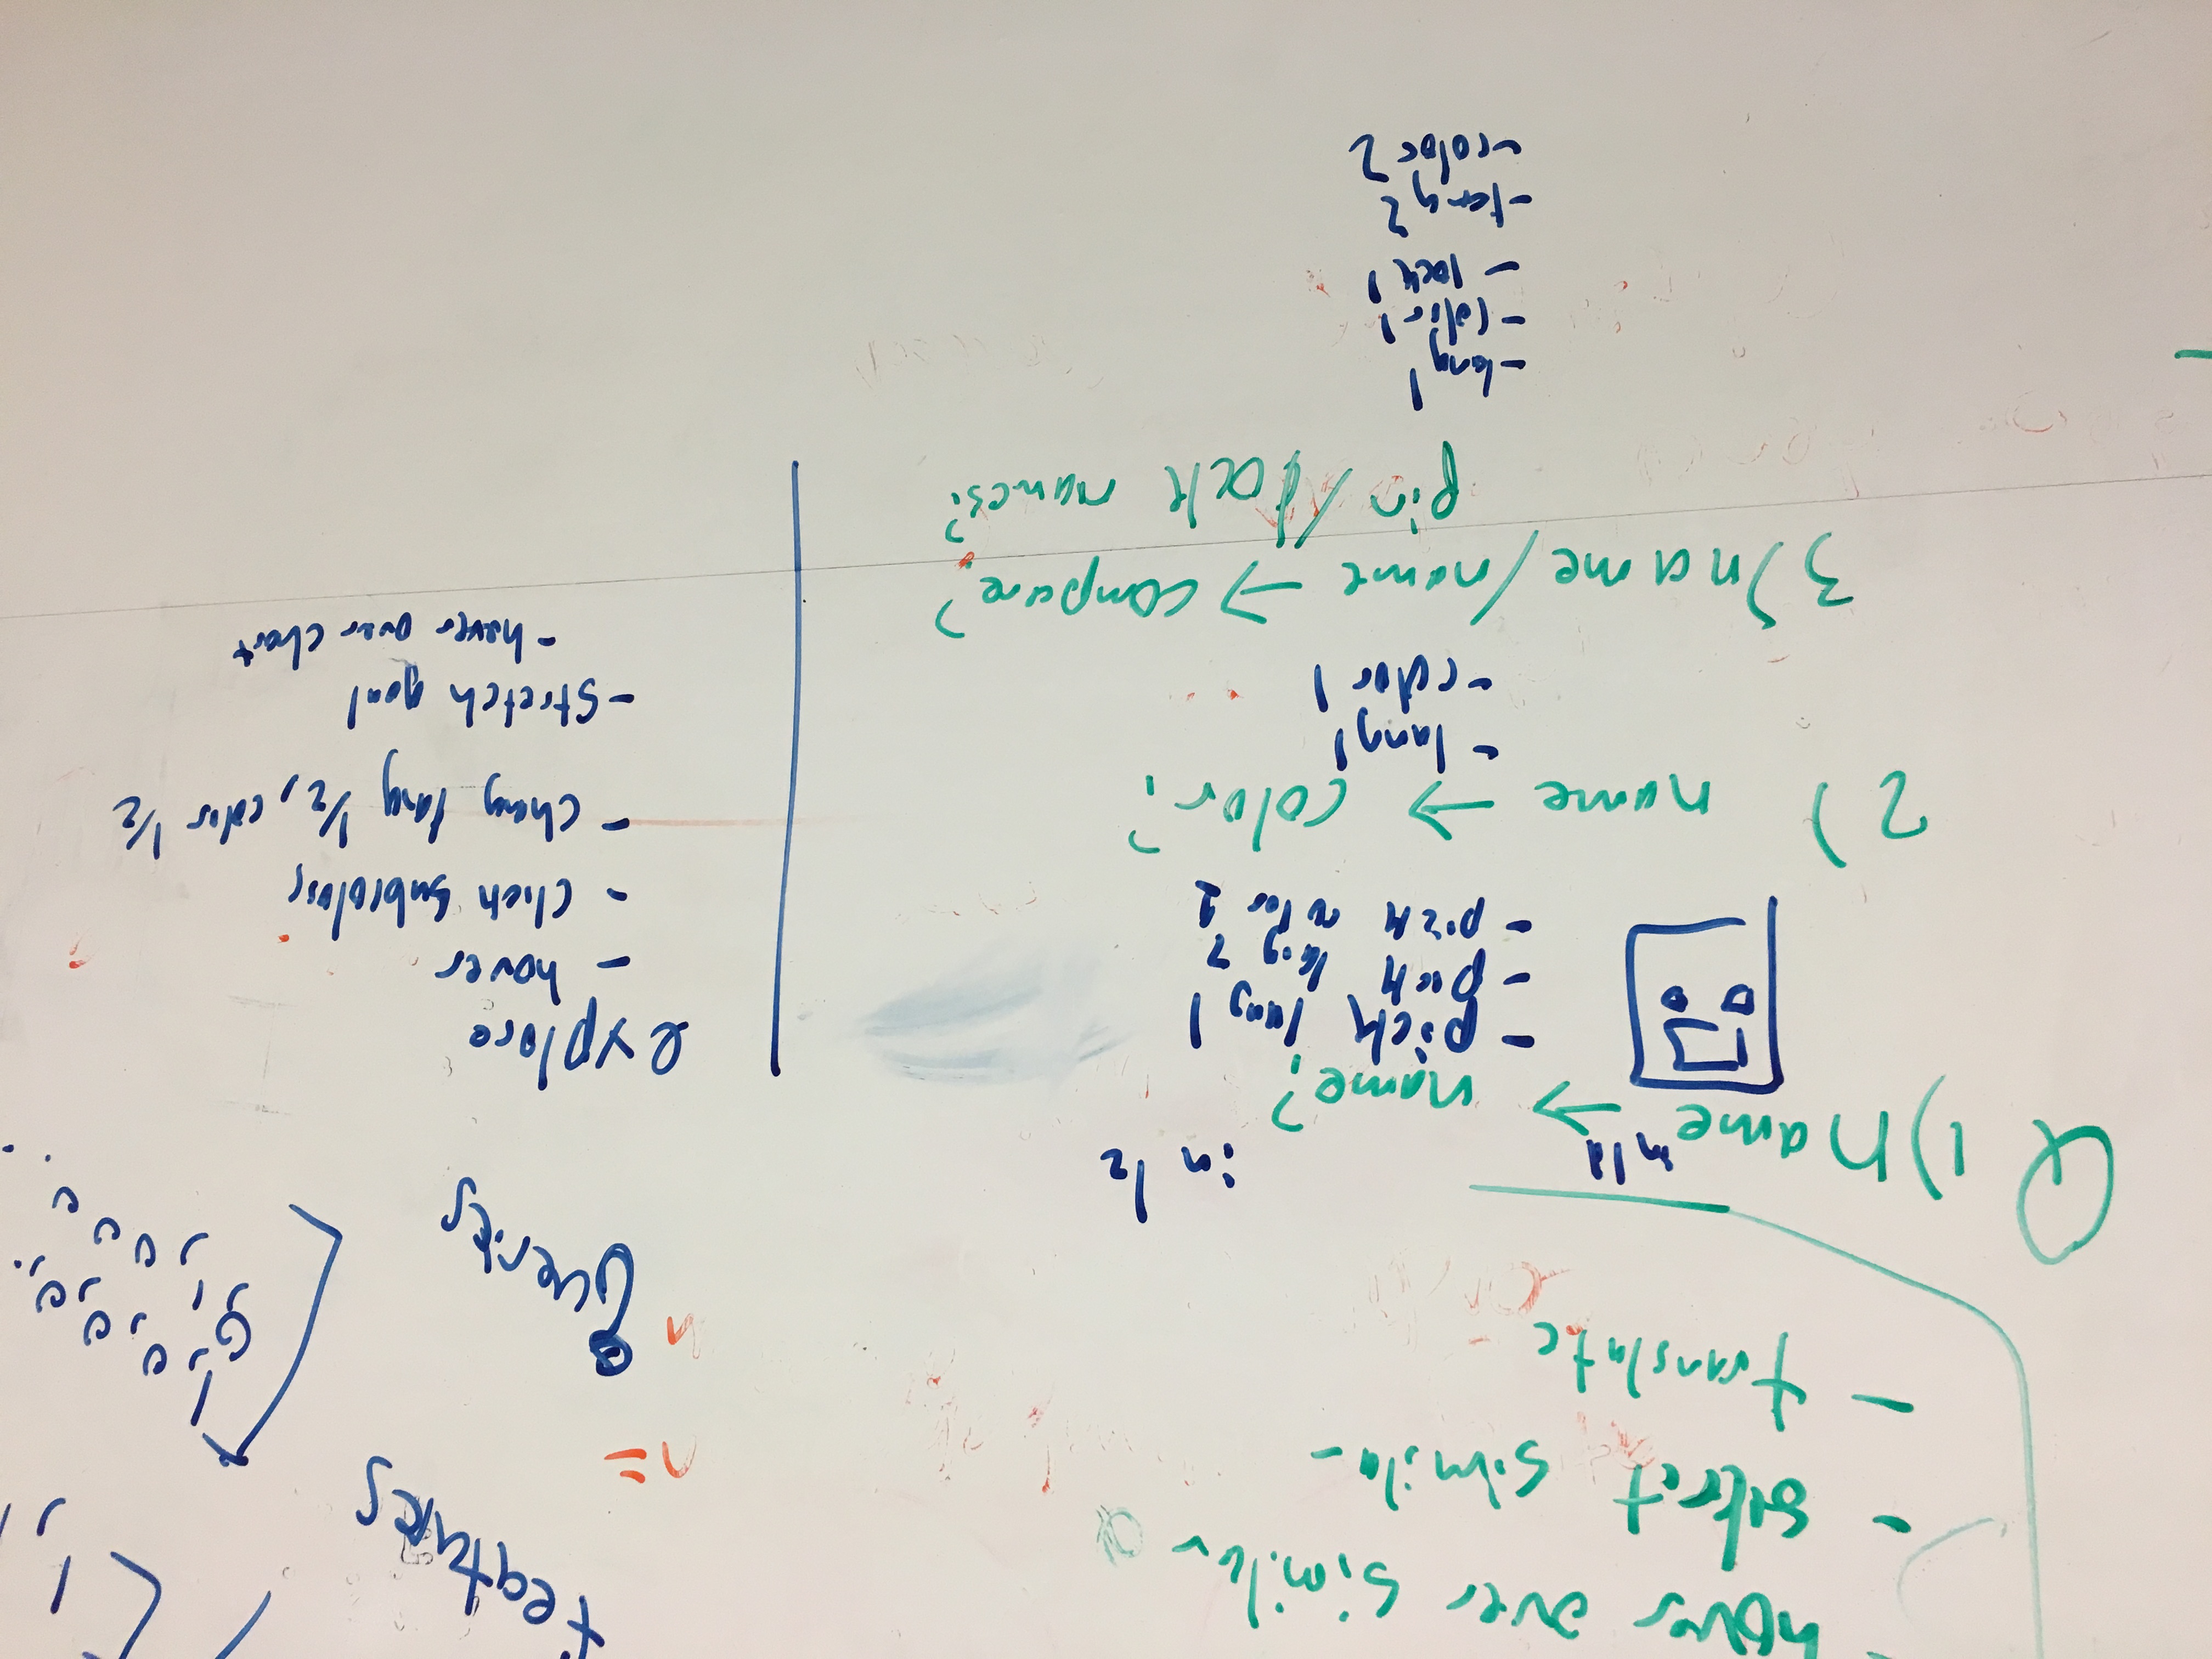 hover over similar
- select similar
- translate
features
n=
n
Queries
1, 0, 0, 0, .
0, 1, 0 0 0 . .
Q 1) name in l1 → name? in l2
- pick lang 1
- pick lang 2
- pick color 1
2) name → color?
- lang 1
- color 1
3) name/name → compare?
pin/lock names?
- lang 1
- color 1
- lock 1
- lang 2
- color 2
explore
- hover
- click subcolors
- chang lang 1/2, color 1/2
- stretch goal
- hover over chart